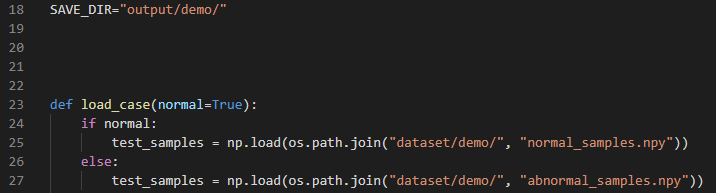 18 SAVE_DIR="output/demo/"
19
20
21
22
23 def load_case(normal=True):
24     if normal:
25         test_samples = np.load(os.path.join("dataset/demo/", "normal_samples.npy"))
26     else:
27         test_samples = np.load(os.path.join("dataset/demo/", "abnormal_samples.npy"))